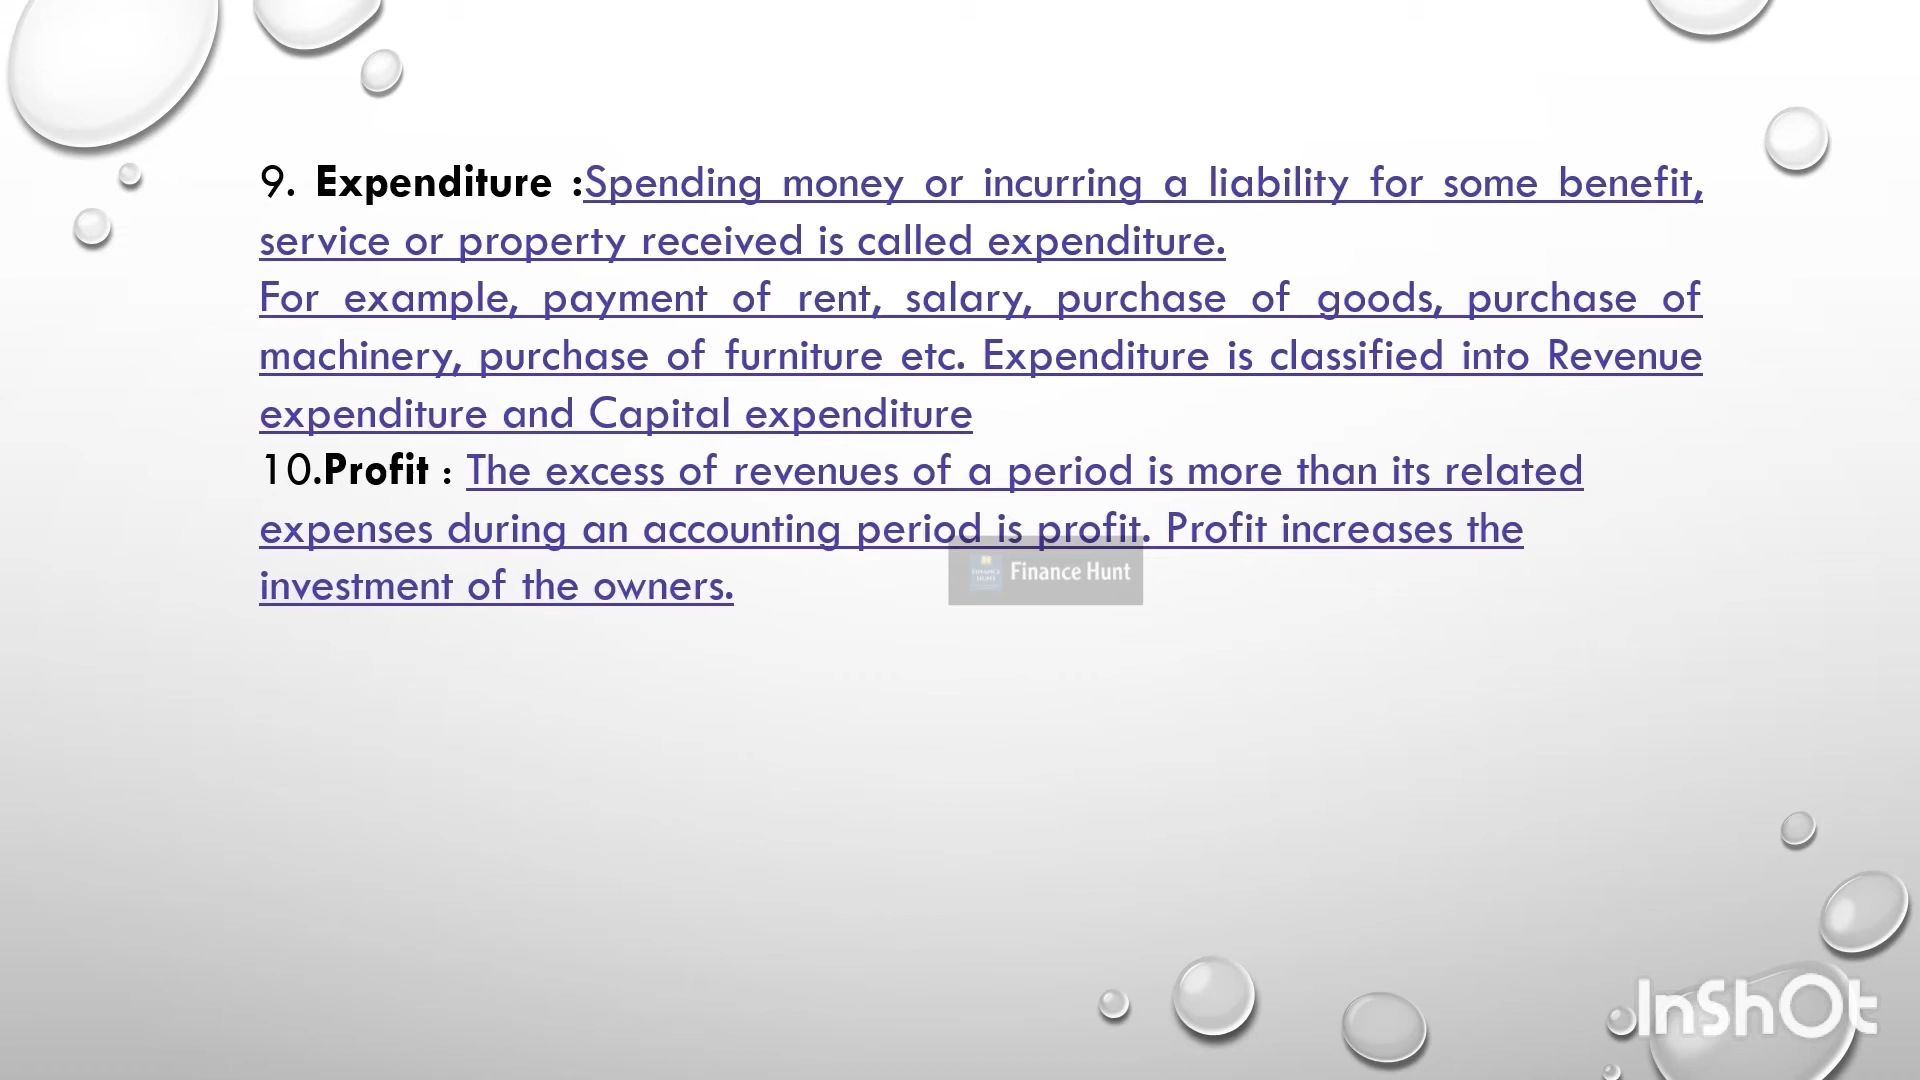 9. Expenditure :Spending money or incurring a liability for some benefit,
service or property received is called expenditure.
For example, payment of rent, salary, purchase of goods, purchase of
machinery, purchase of furniture etc. Expenditure is classified into Revenue
expenditure and Capital expenditure
10.Profit : The excess of revenues of a period is more than its related
expenses during an accounting period is profit. Profit increases the
investment of the owners.
FINANCE HUNT
Finance Hunt
InShOt